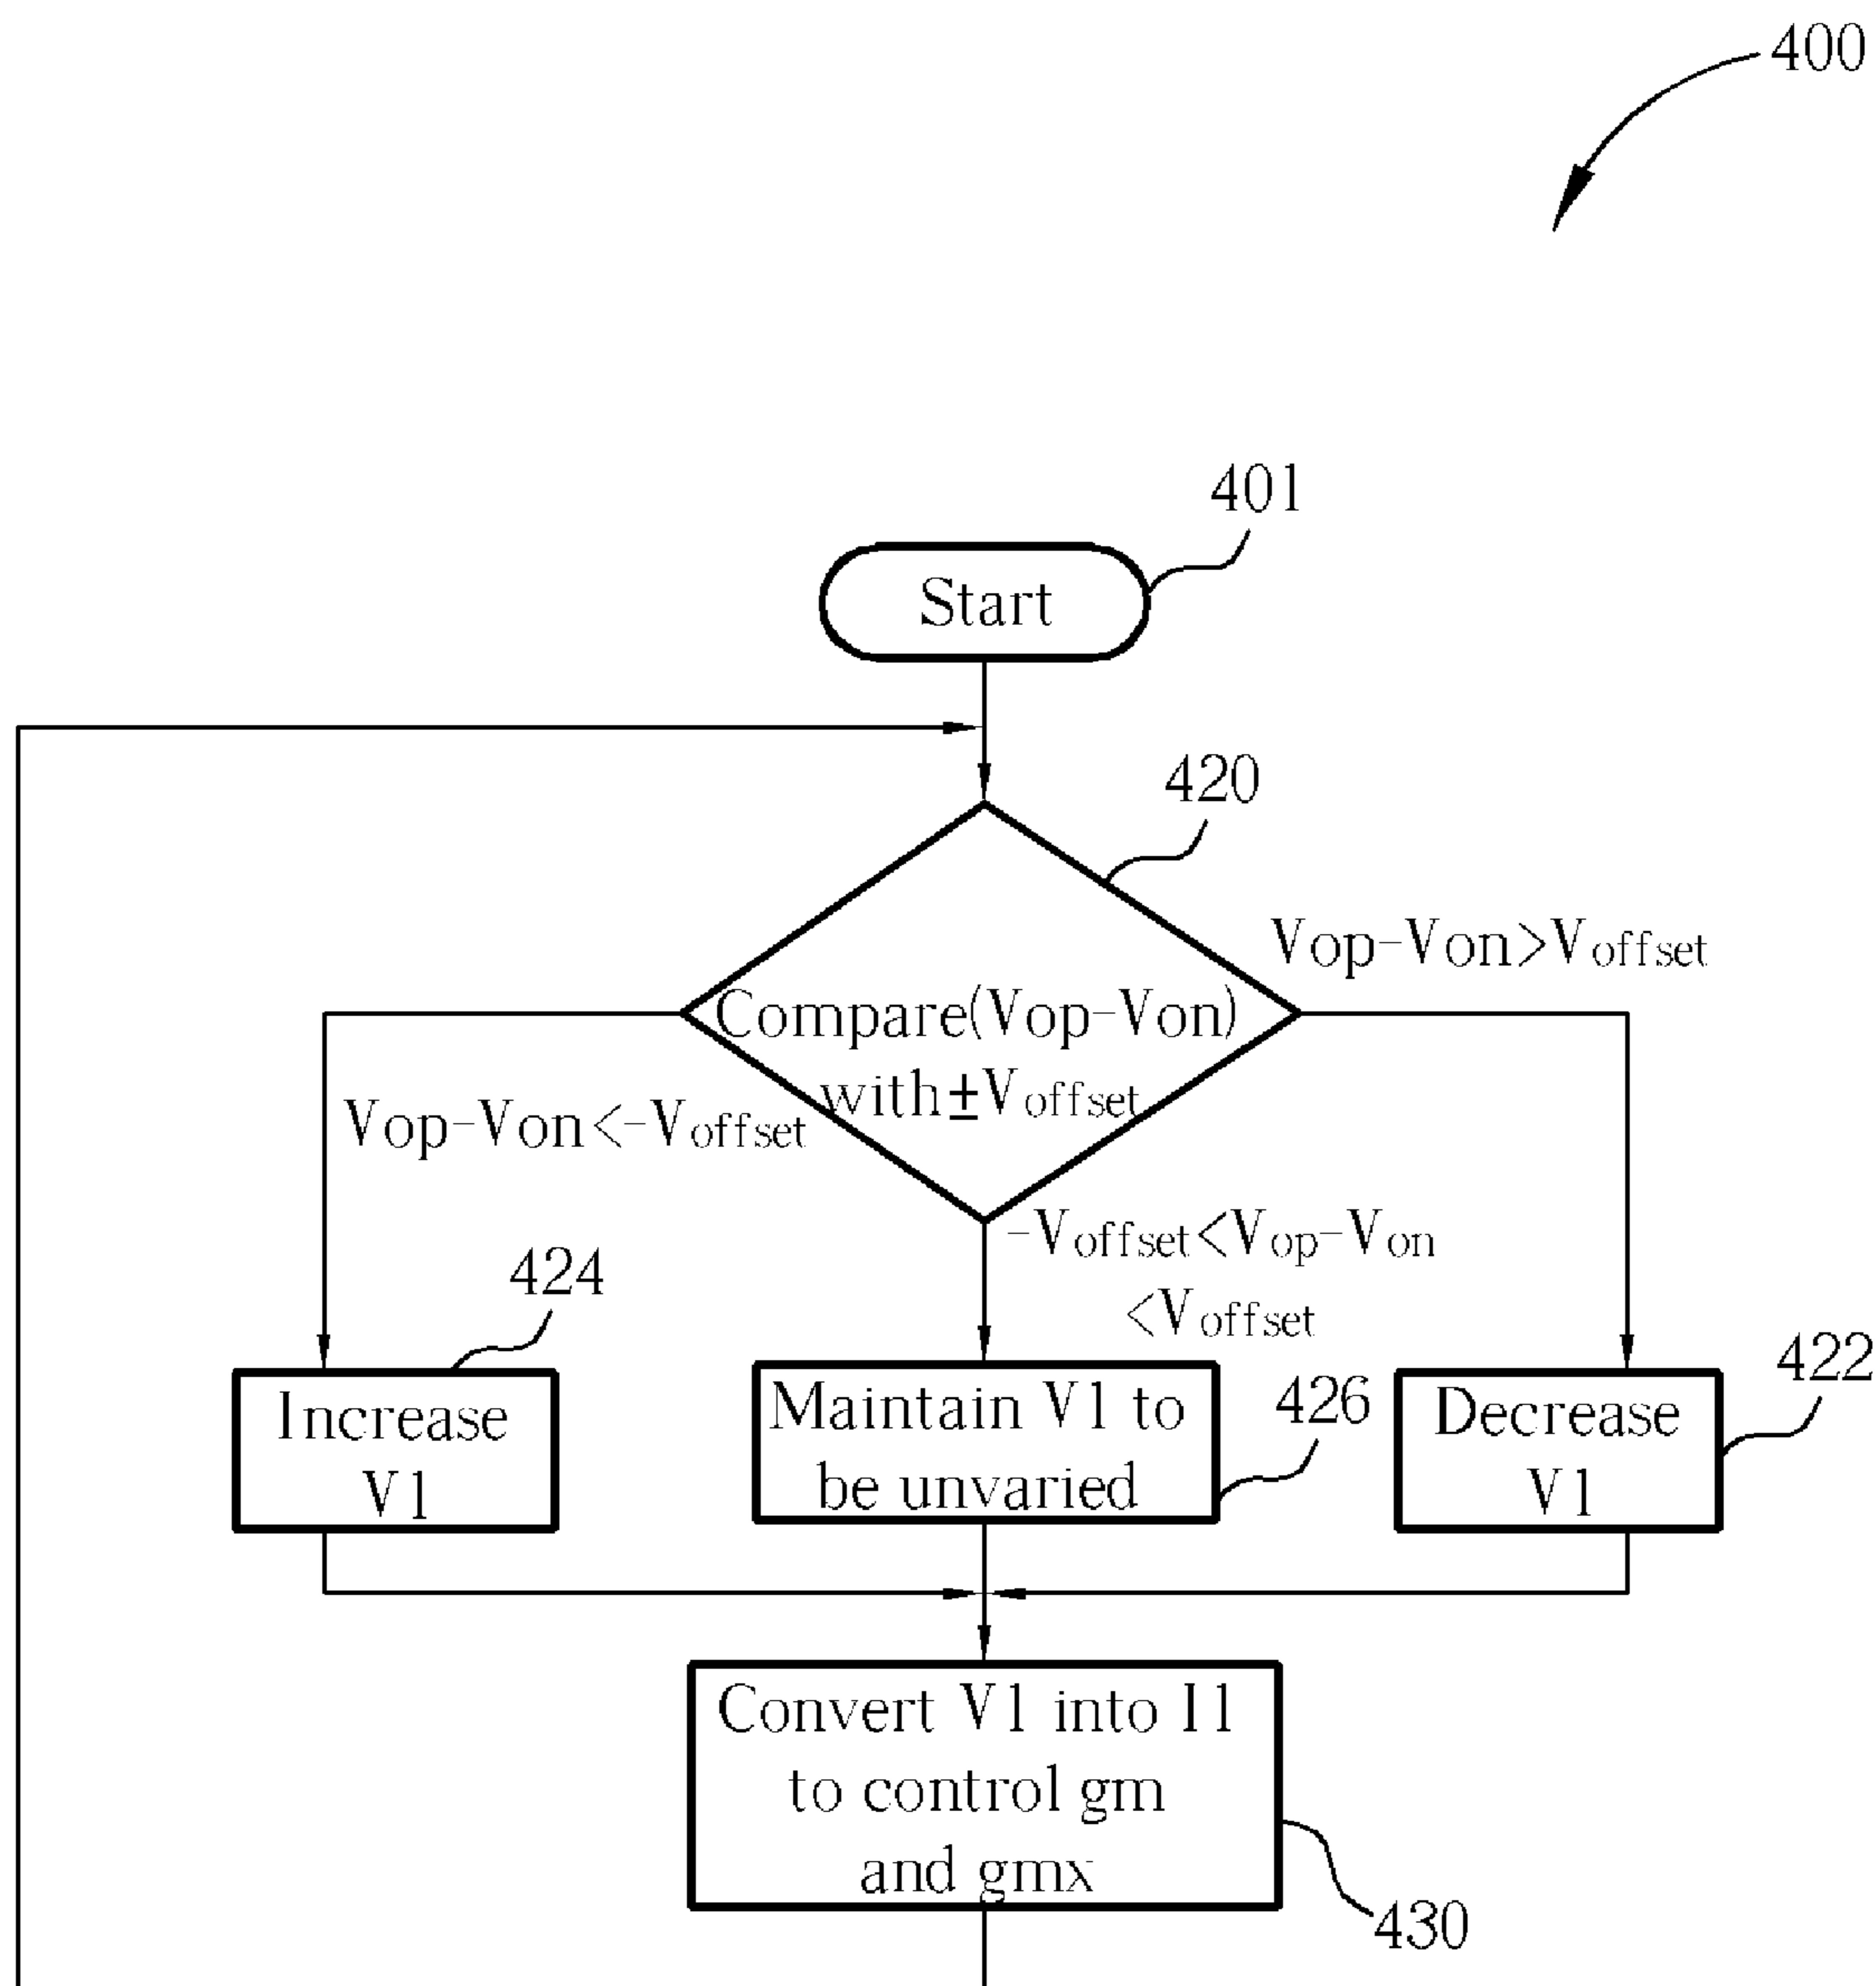 400
401
Start
420
Vop-Von>Voffset
Compare(Vop-Von)
with±Voffset
Vop-Von<-Voffset
-Voffset<Vop-Von
<Voffset
424
422
426
Increase
V1
Maintain V1 to
be unvaried
Decrease
V1
Convert V1 into I1
to control gm
and gmx
430